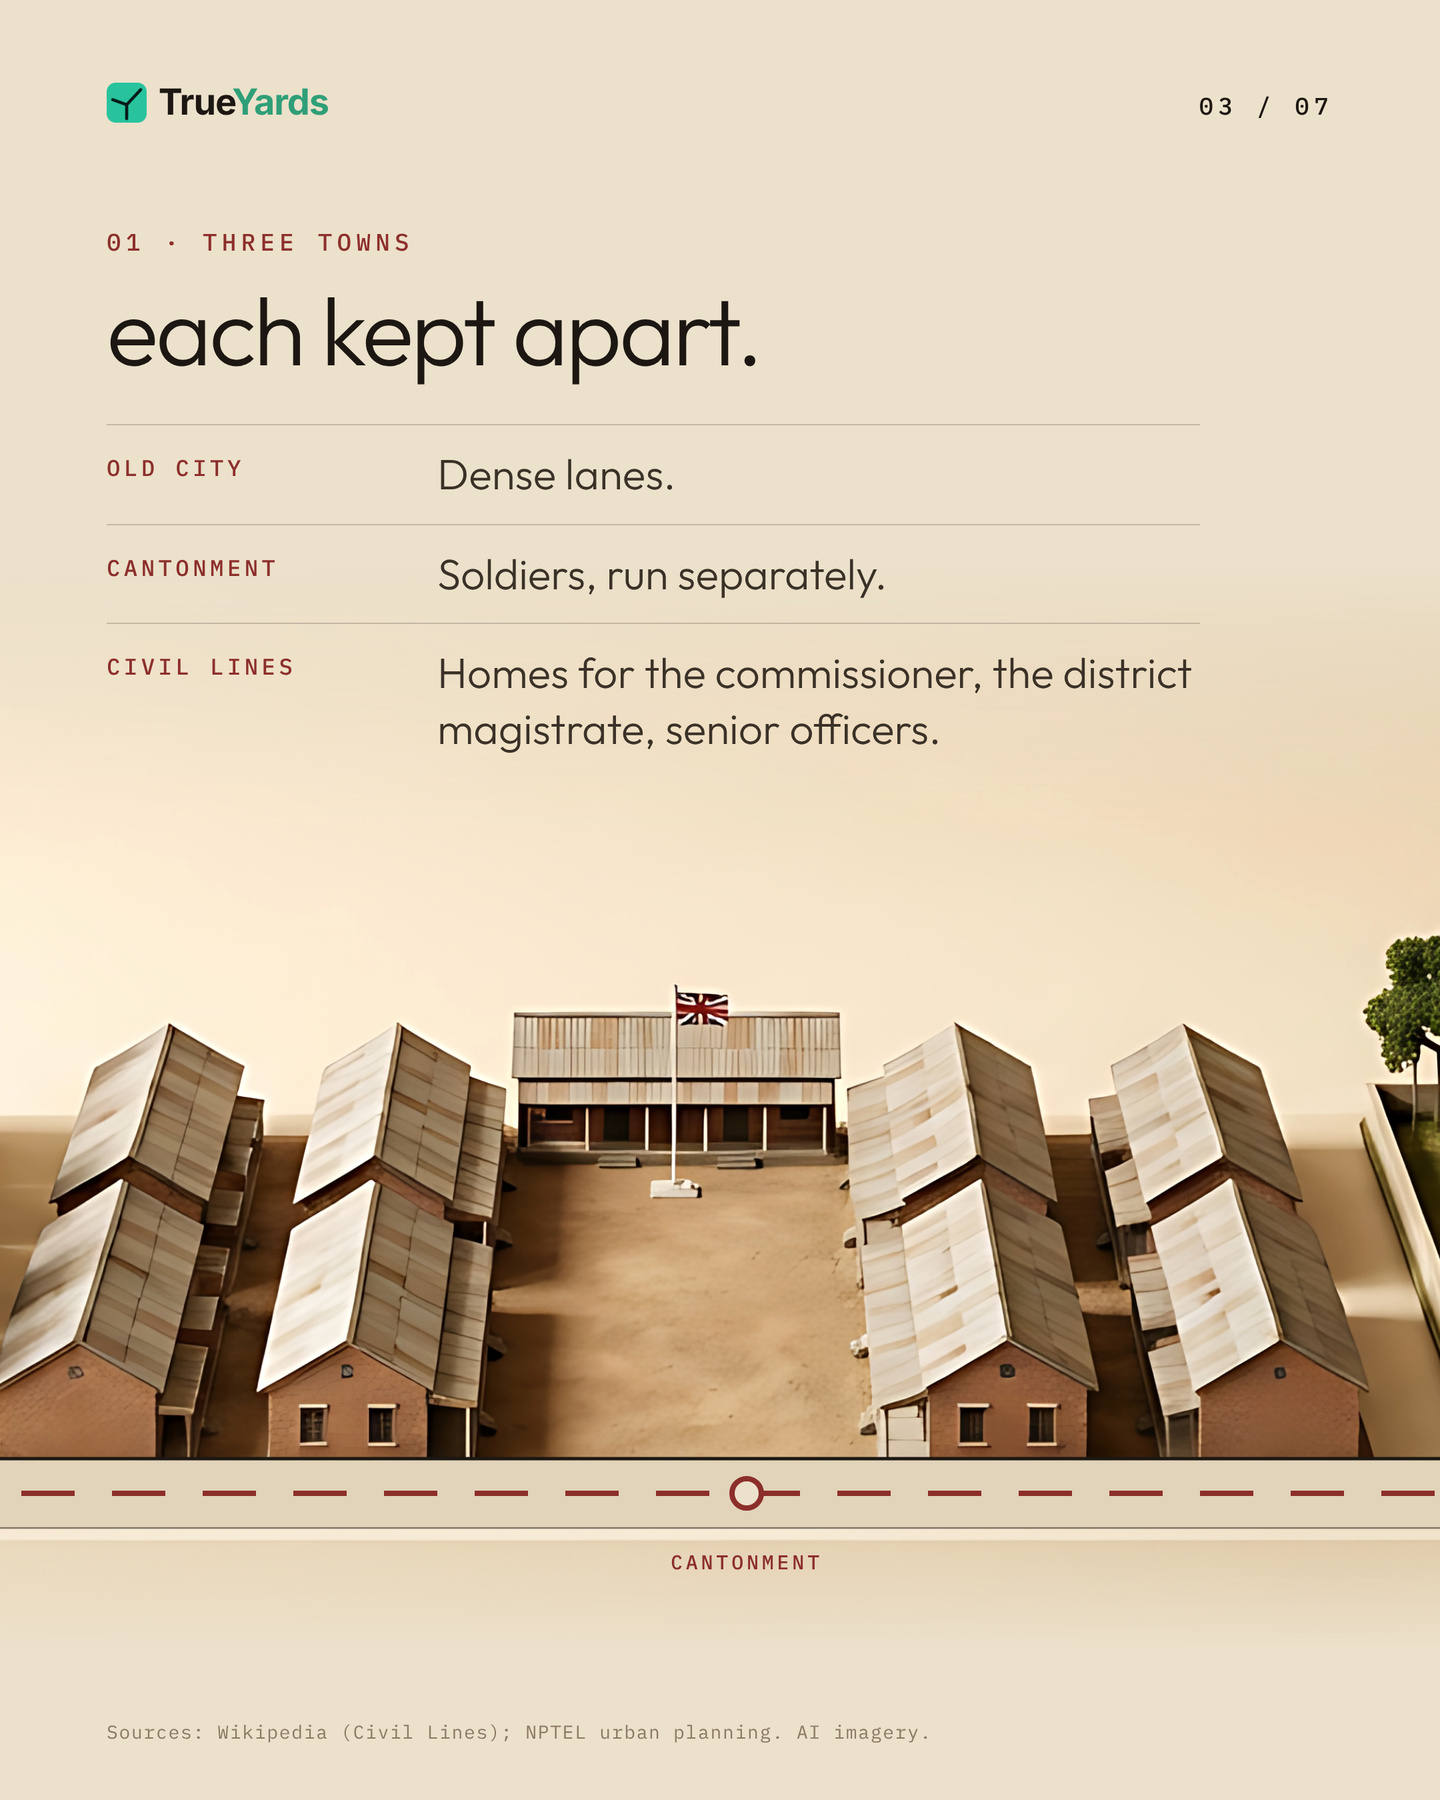 TrueYards
03 / 07
01 · THREE TOWNS
each kept apart.
OLD CITY
Dense lanes.
CANTONMENT
Soldiers, run separately.
CIVIL LINES
Homes for the commissioner, the district
magistrate, senior officers.
CANTONMENT
Sources: Wikipedia (Civil Lines); NPTEL urban planning. AI imagery.